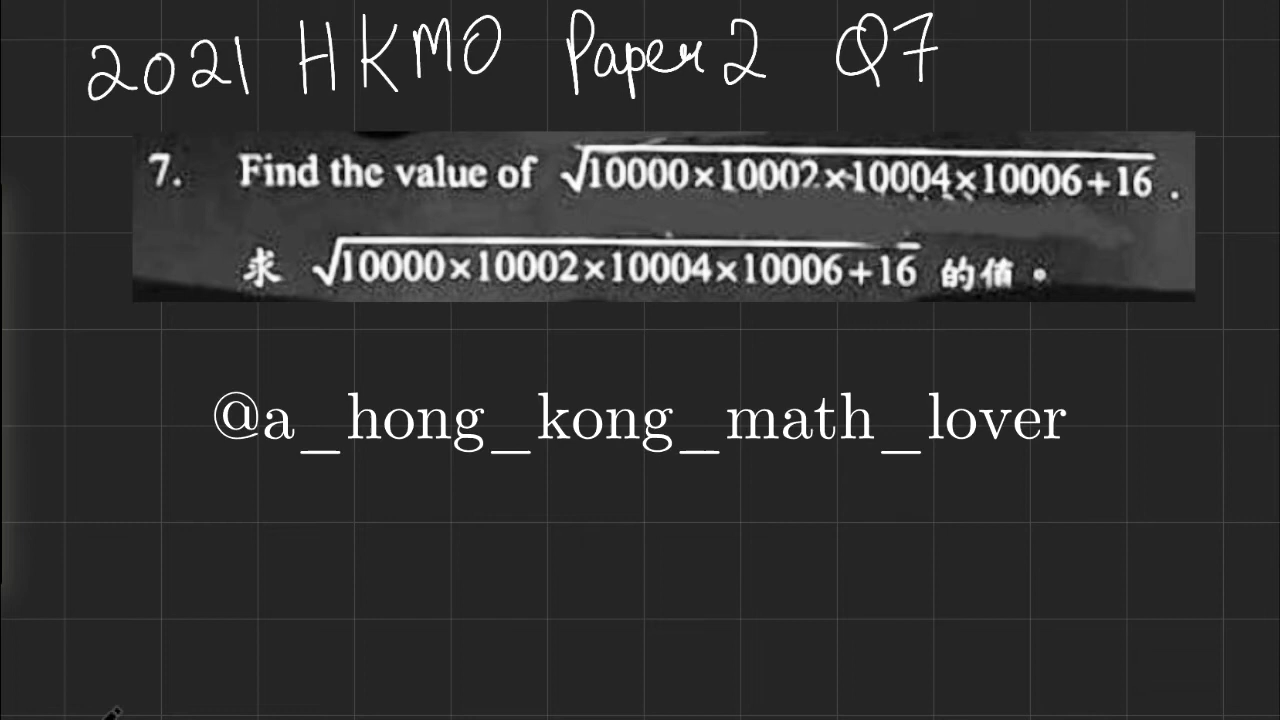 2021 HKMO Paper 2 Q7
7. Find the value of √10000×10002×10004×10006+16 .
求 √10000×10002×10004×10006+16 的值。
@a_hong_kong_math_lover